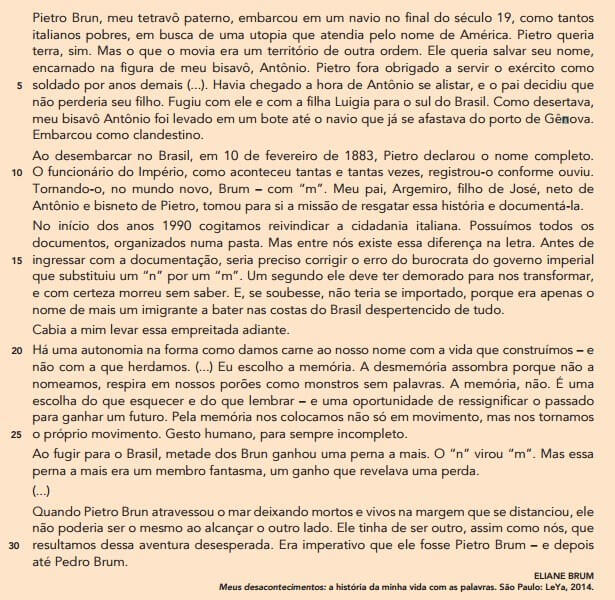 Pietro Brun, meu tetravô paterno, embarcou em um navio no final do século 19, como tantos
italianos pobres, em busca de uma utopia que atendia pelo nome de América. Pietro queria
terra, sim. Mas o que o movia era um território de outra ordem. Ele queria salvar seu nome,
encarnado na figura de meu bisavô, Antônio. Pietro fora obrigado a servir o exército como
5 soldado por anos demais (...). Havia chegado a hora de Antônio se alistar, e o pai decidiu que
não perderia seu filho. Fugiu com ele e com a filha Luigia para o sul do Brasil. Como desertava,
meu bisavô Antônio foi levado em um bote até o navio que já se afastava do porto de Gênova.
Embarcou como clandestino.
Ao desembarcar no Brasil, em 10 de fevereiro de 1883, Pietro declarou o nome completo.
10 O funcionário do Império, como aconteceu tantas e tantas vezes, registrou-o conforme ouviu.
Tornando-o, no mundo novo, Brum – com “m”. Meu pai, Argemiro, filho de José, neto de
Antônio e bisneto de Pietro, tomou para si a missão de resgatar essa história e documentá-la.
No início dos anos 1990 cogitamos reivindicar a cidadania italiana. Possuímos todos os
documentos, organizados numa pasta. Mas entre nós existe essa diferença na letra. Antes de
15 ingressar com a documentação, seria preciso corrigir o erro do burocrata do governo imperial
que substituiu um “n” por um “m”. Um segundo ele deve ter demorado para nos transformar,
e com certeza morreu sem saber. E, se soubesse, não teria se importado, porque era apenas o
nome de mais um imigrante a bater nas costas do Brasil despertencido de tudo.
Cabia a mim levar essa empreitada adiante.
20 Há uma autonomia na forma como damos carne ao nosso nome com a vida que construímos – e
não com a que herdamos. (...) Eu escolho a memória. A desmemória assombra porque não a
nomeamos, respira em nossos porões como monstros sem palavras. A memória, não. É uma
escolha do que esquecer e do que lembrar – e uma oportunidade de ressignificar o passado
para ganhar um futuro. Pela memória nos colocamos não só em movimento, mas nos tornamos
25 o próprio movimento. Gesto humano, para sempre incompleto.
Ao fugir para o Brasil, metade dos Brun ganhou uma perna a mais. O “n” virou “m”. Mas essa
perna a mais era um membro fantasma, um ganho que revelava uma perda.
(...)
Quando Pietro Brun atravessou o mar deixando mortos e vivos na margem que se distanciou, ele
não poderia ser o mesmo ao alcançar o outro lado. Ele tinha de ser outro, assim como nós, que
30 resultamos dessa aventura desesperada. Era imperativo que ele fosse Pietro Brum – e depois
até Pedro Brum.
ELIANE BRUM
Meus desacontecimentos: a história da minha vida com as palavras. São Paulo: LeYa, 2014.